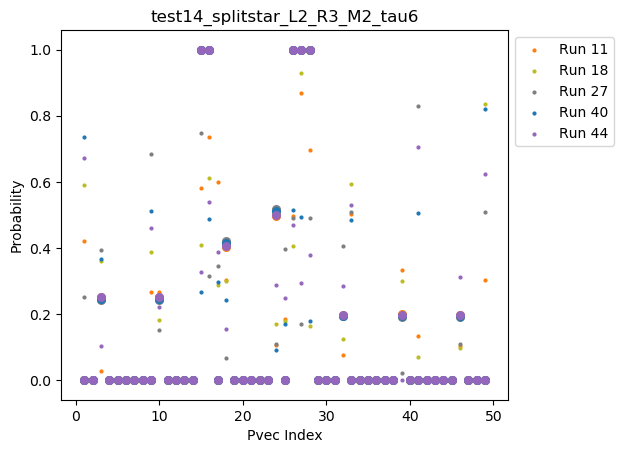 test14_splitstar_L2_R3_M2_tau6
1.0
0.8
0.6
0.4
0.2
0.0
Probability
0
10
20
30
40
50
Pvec Index
Run 11
Run 18
Run 27
Run 40
Run 44